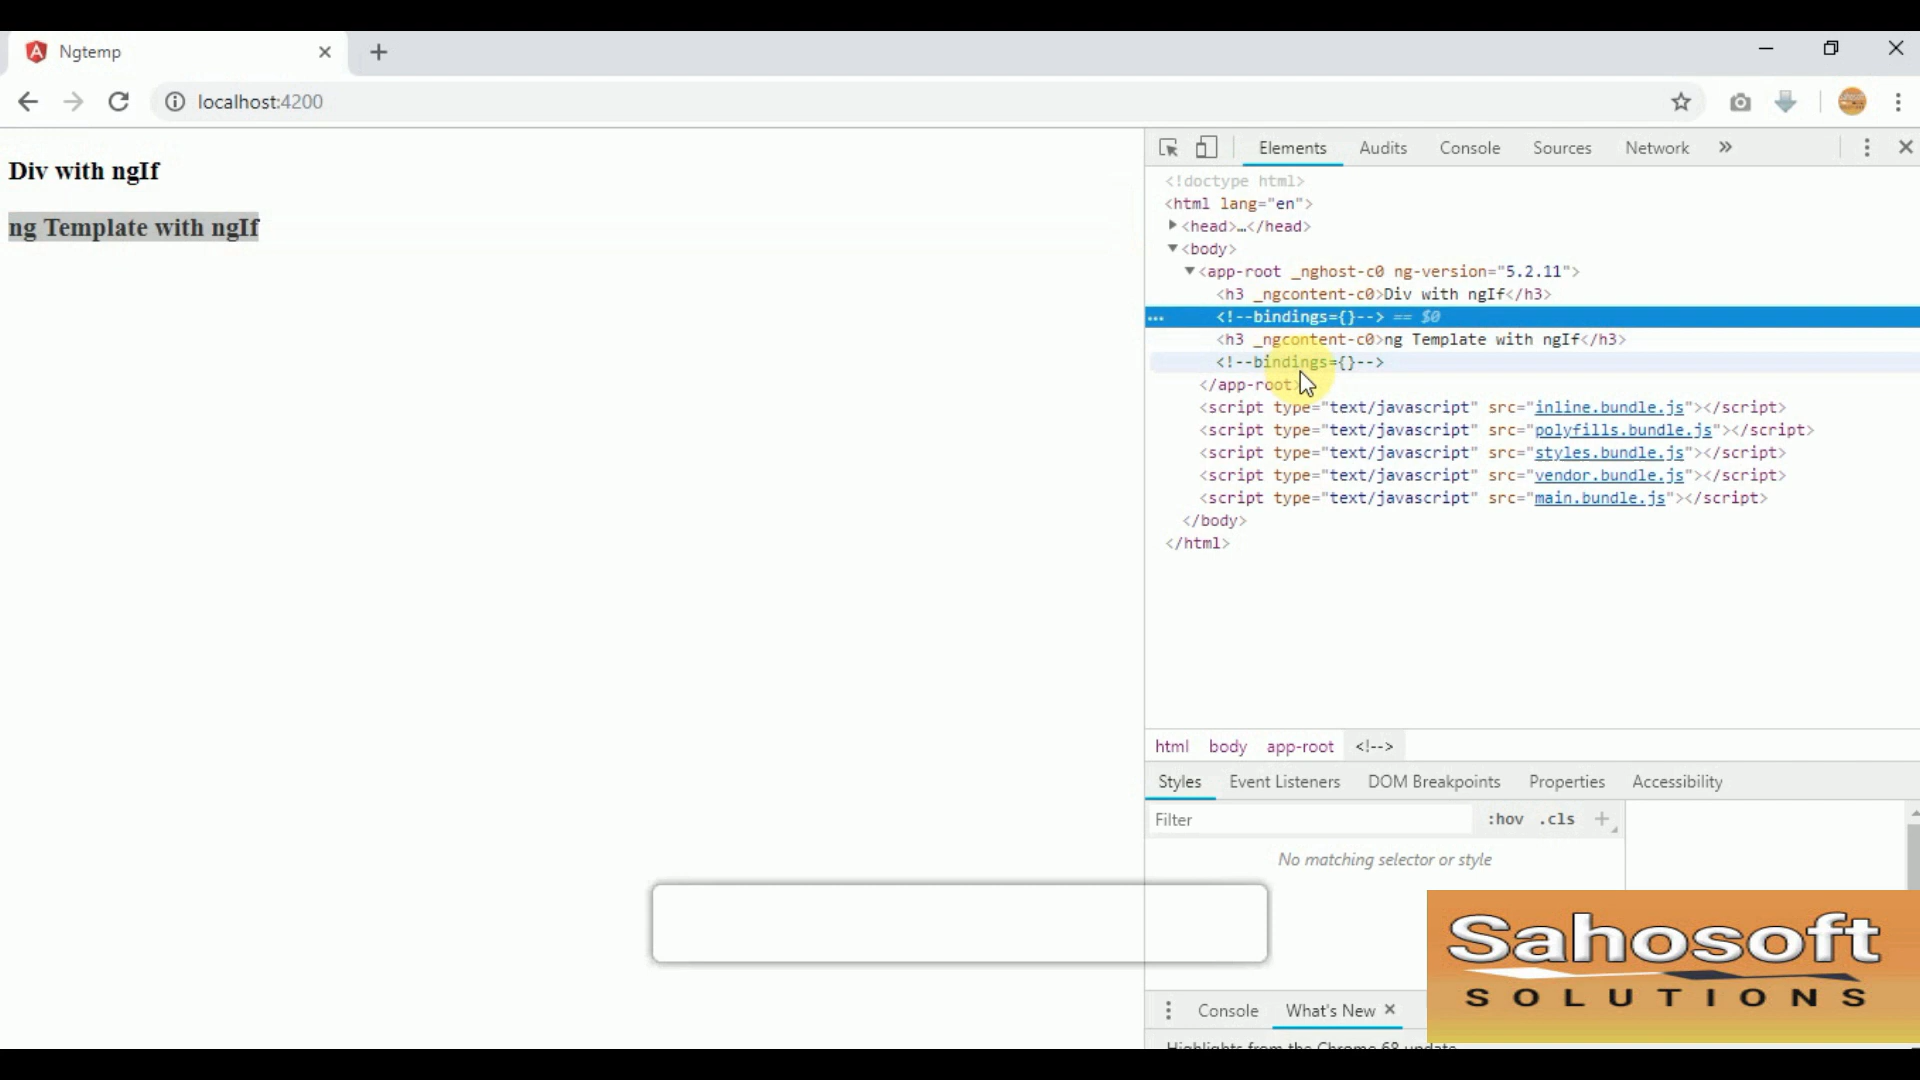 Ngtemp
localhost:4200
Div with ngIf
ng Template with ngIf
Elements Audits Console Sources Network »
<!doctype html>
<html lang="en">
<head>…</head>
<body>
<app-root _nghost-c0 ng-version="5.2.11">
<h3 _ngcontent-c0>Div with ngIf</h3>
<!--bindings={}--> == $0
<h3 _ngcontent-c0>ng Template with ngIf</h3>
<!--bindings={}-->
</app-root>
<script type="text/javascript" src="inline.bundle.js"></script>
<script type="text/javascript" src="polyfills.bundle.js"></script>
<script type="text/javascript" src="styles.bundle.js"></script>
<script type="text/javascript" src="vendor.bundle.js"></script>
<script type="text/javascript" src="main.bundle.js"></script>
</body>
</html>
html body app-root <!-->
Styles Event Listeners DOM Breakpoints Properties Accessibility
Filter :hov .cls +
No matching selector or style
Sahosoft
SOLUTIONS
Console What's New
Highlights from the Chrome 68 update